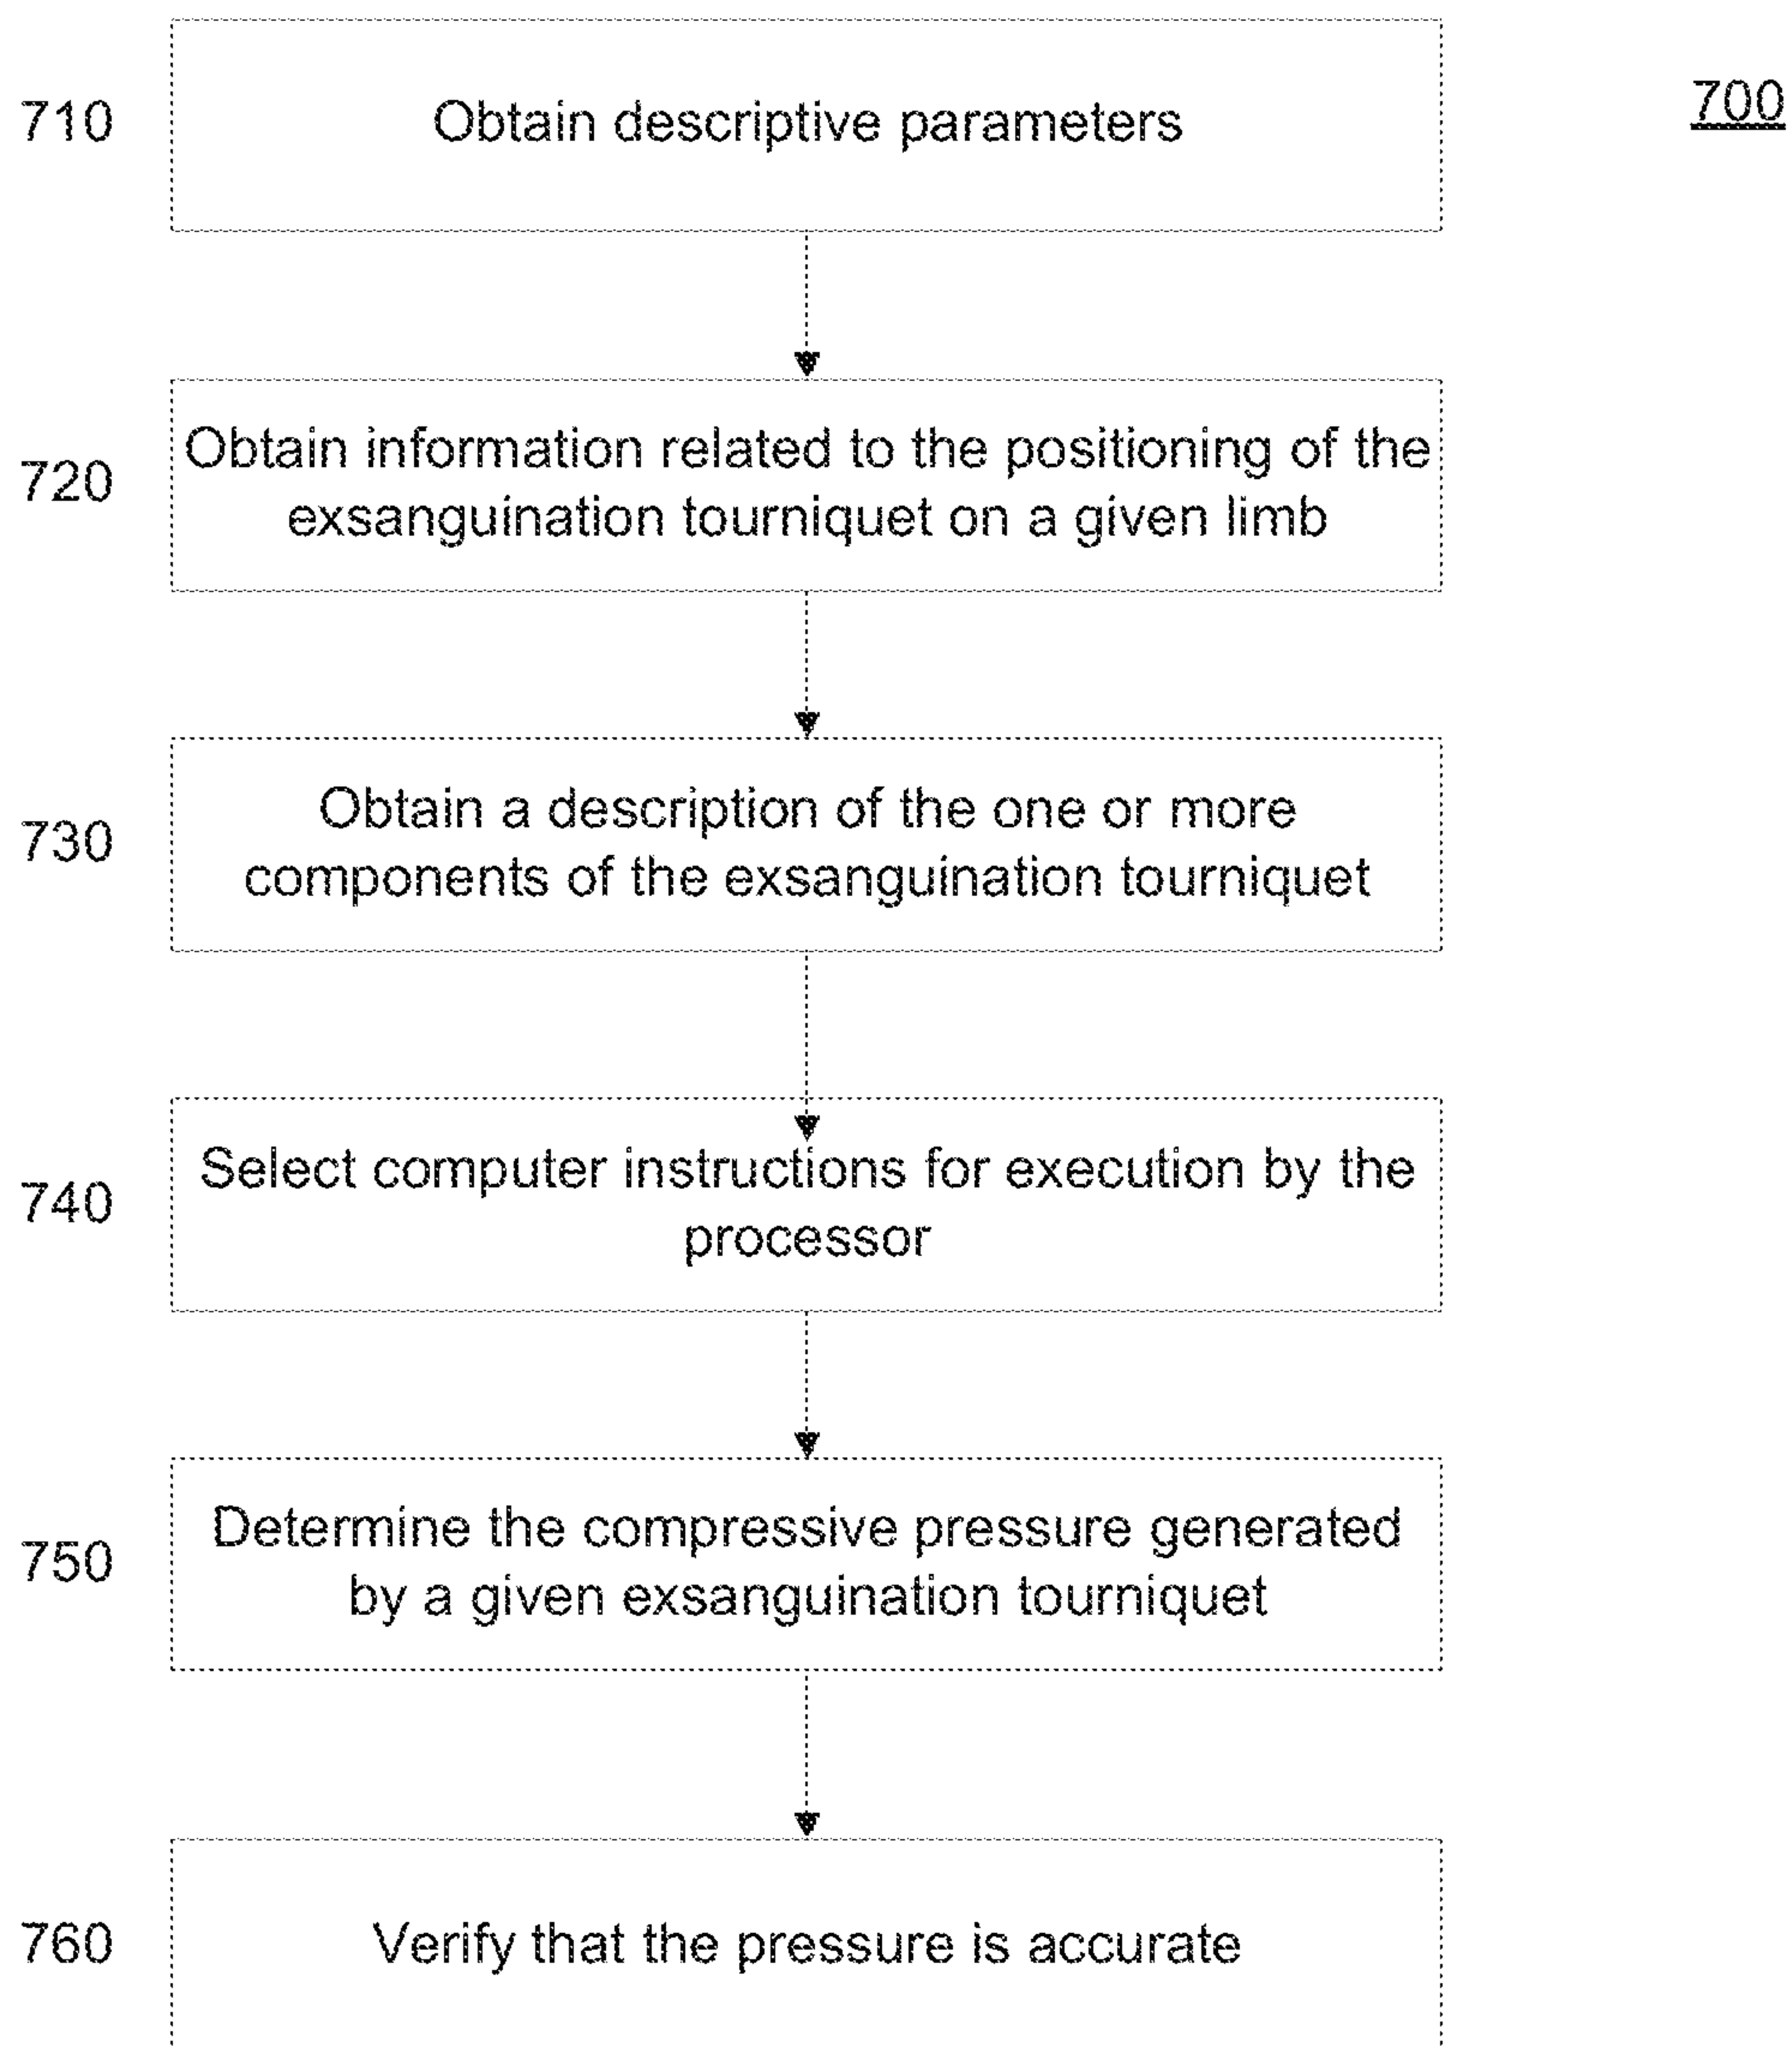 700
710
Obtain descriptive parameters
720
Obtain information related to the positioning of the
exsanguination tourniquet on a given limb
730
Obtain a description of the one or more
components of the exsanguination tourniquet
740
Select computer instructions for execution by the
processor
750
Determine the compressive pressure generated
by a given exsanguination tourniquet
760
Verify that the pressure is accurate